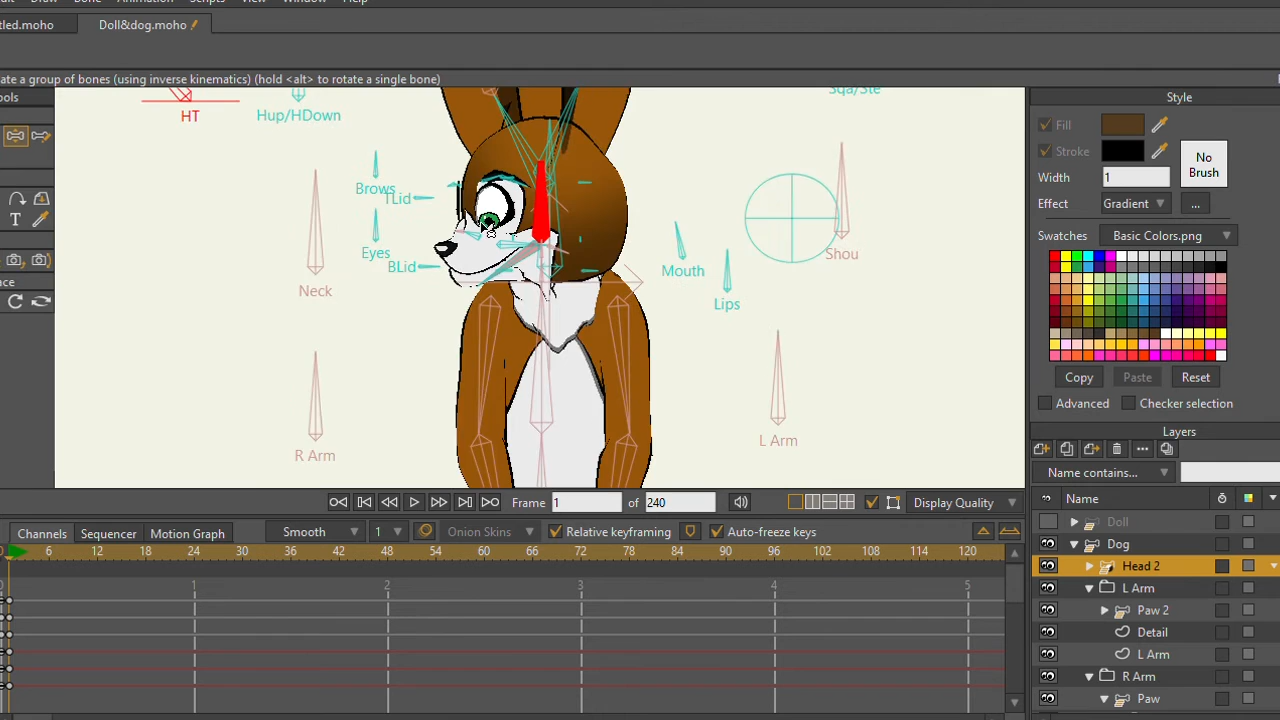 Draw Bone Animation Scripts View Window Help
tled.moho Doll&dog.moho
ate a group of bones (using inverse kinematics) (hold <alt> to rotate a single bone)
ols
Style
HT
Hup/HDown
Sqa/Ste
Fill
Stroke
No
Brush
Width 1
Brows
TLid
T
Effect Gradient ...
Eyes
Swatches Basic Colors.png
Shou
BLid
Mouth
ace
Neck
Lips
Copy Paste Reset
Advanced Checker selection
Layers
R Arm
L Arm
Name contains...
Frame 1 of 240 Display Quality
Name
Doll
Channels Sequencer Motion Graph Smooth 1 Onion Skins Relative keyframing Auto-freeze keys
Dog
0 6 12 18 24 30 36 42 48 54 60 66 72 78 84 90 96 102 108 114 120
Head 2
0 1 2 3 4 5
L Arm
Paw 2
Detail
L Arm
R Arm
Paw